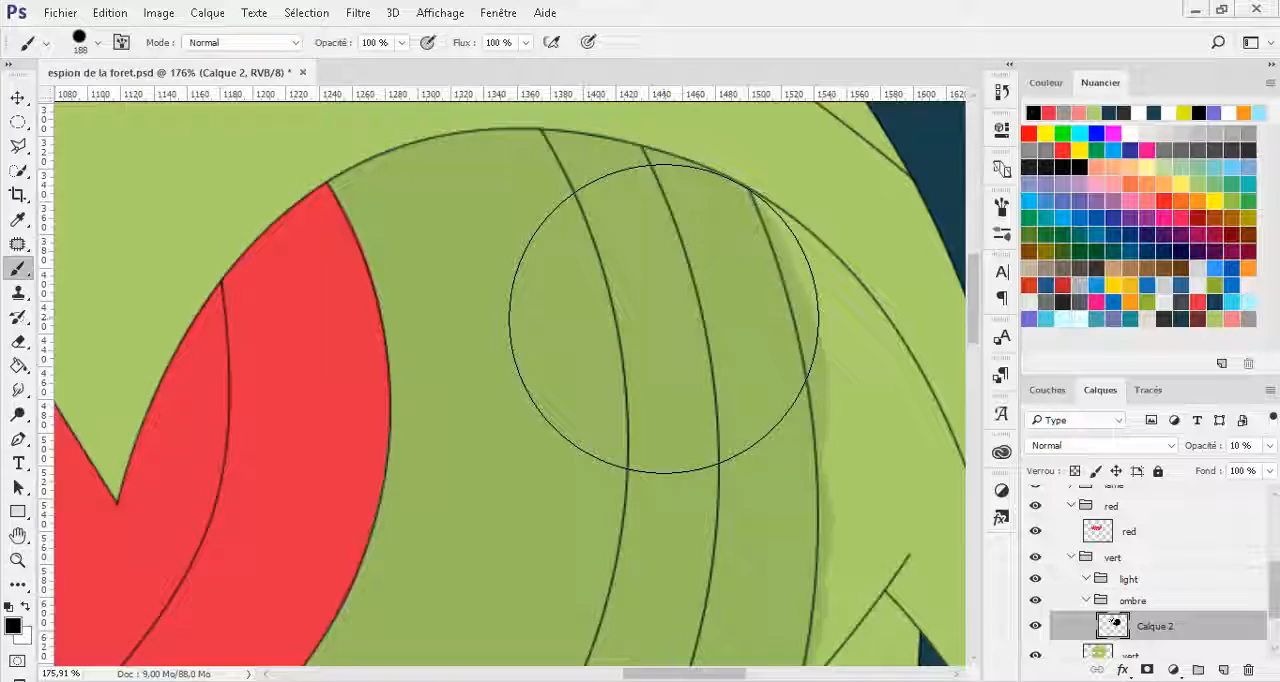 Ps Fichier Edition Image Calque Texte Sélection Filtre 3D Affichage Fenêtre Aide
188 Mode : Normal Opacité : 100 % Flux : 100 %
espion de la foret.psd @ 176% (Calque 2, RVB/8) * ×
1080 1100 1120 1140 1160 1180 1200 1220 1240 1260 1280 1300 1320 1340 1360 1380 1400 1420 1440 1460 1480 1500 1520 1540 1560 1580 1600 162
Couleur Nuancier
Couches Calques Tracés
Type
Normal Opacité : 10 %
Verrou : Fond : 100 %
red
red
vert
light
ombre
Calque 2
vert
175,91 % Doc : 9,00 Mo/88,0 Mo